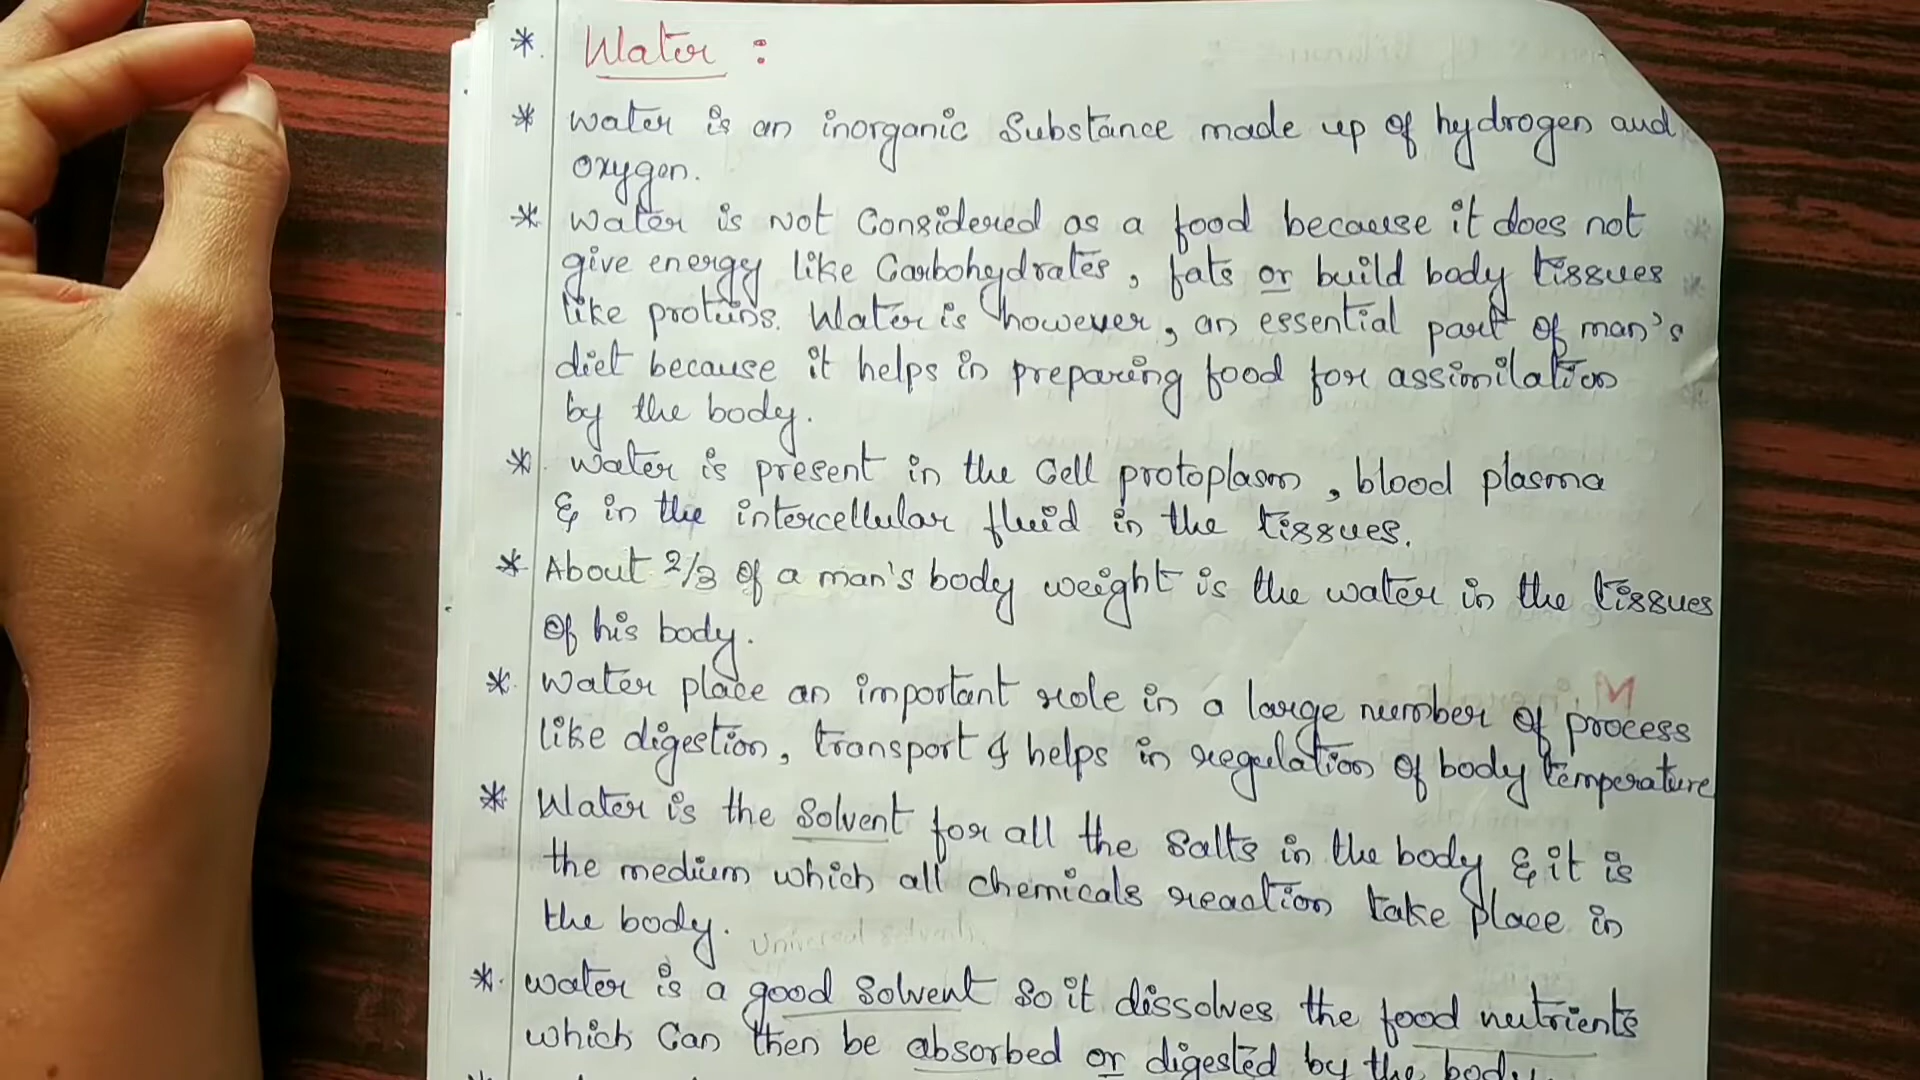 * Water :
* Water is an inorganic Substance made up of hydrogen and
oxygen.
* Water is Not Considered as a food because it does not
give energy like Carbohydrates, fats or build body tissues
like proteins. Water is however, an essential part of man's
diet because it helps in preparing food for assimilation
by the body.
* Water is present in the Cell protoplasm, blood plasma
& in the intercellular fluid in the tissues.
* About 2/3 of a man's body weight is the water in the tissues
of his body.
* Water place an important role in a large number of process
M
like digestion, transport & helps in regulation of body temperature
* Water is the Solvent for all the Salts in the body & it is
the medium which all chemicals reaction take place in
the body. Universal solvent.
* Water is a good Solvent so it dissolves the food nutrients
which Can then be absorbed or digested by the body.